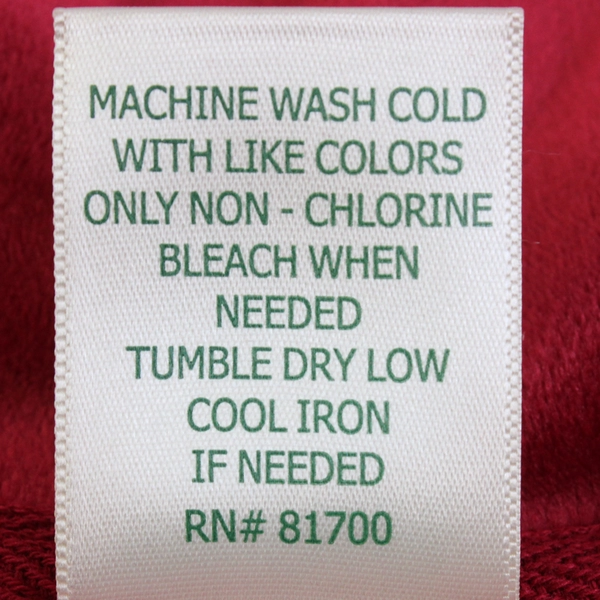 MACHINE WASH COLD
WITH LIKE COLORS
ONLY NON - CHLORINE
BLEACH WHEN
NEEDED
TUMBLE DRY LOW
COOL IRON
IF NEEDED
RN# 81700